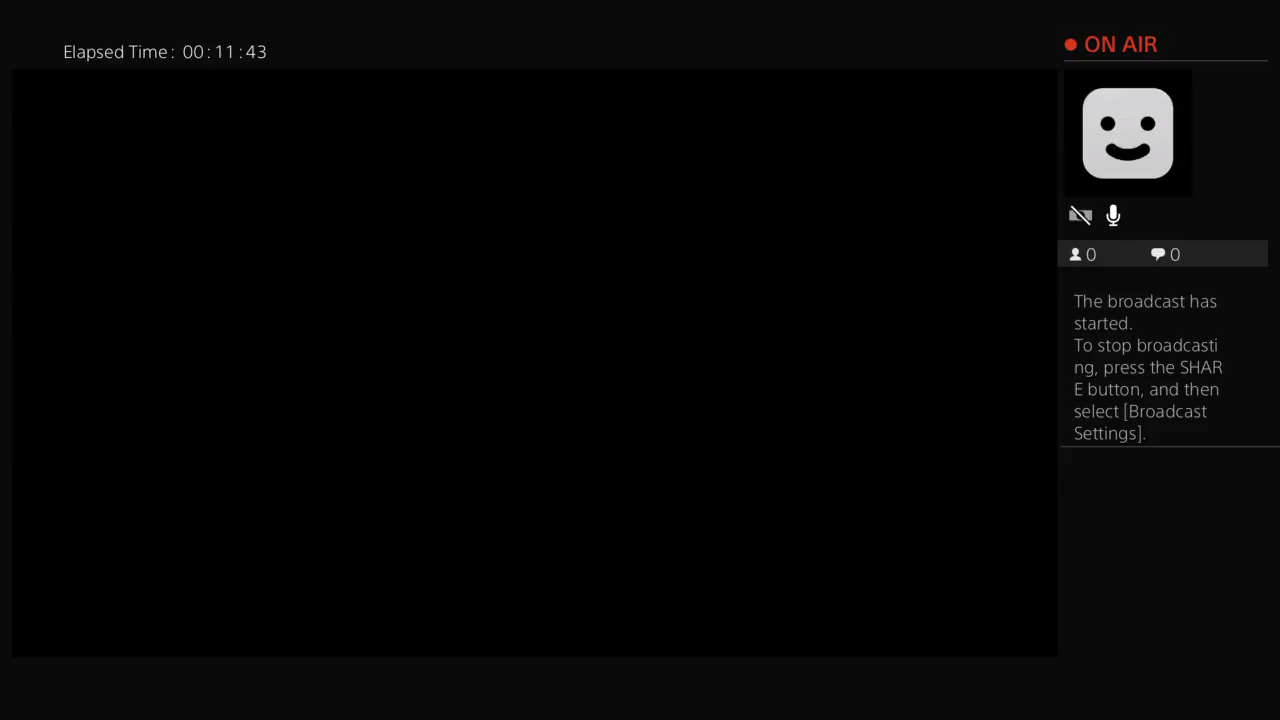 Elapsed Time: 00:11:43
ON AIR
0 0
The broadcast has
started.
To stop broadcasti
ng, press the SHAR
E button, and then
select [Broadcast
Settings].